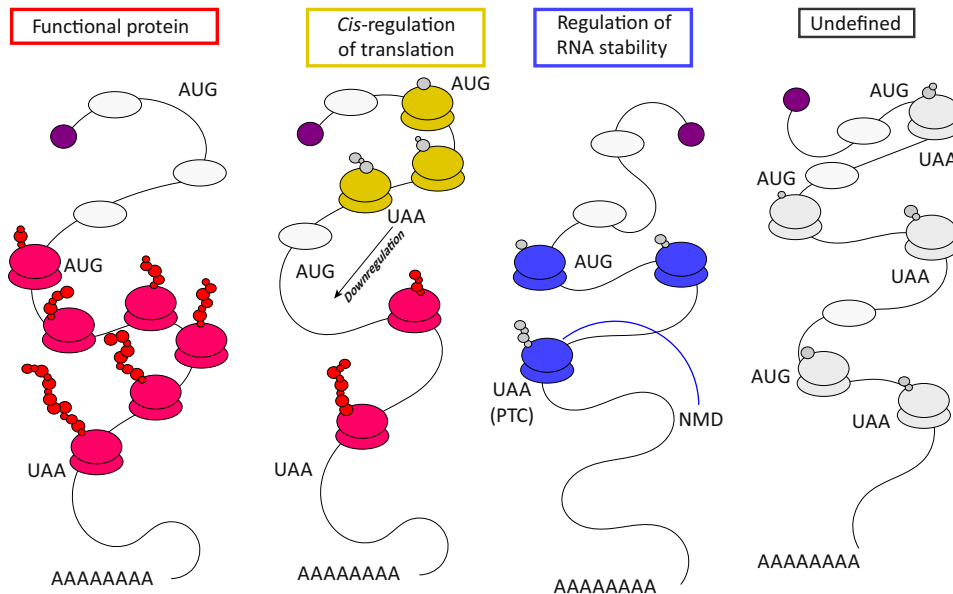 Functional protein
Cis-regulation
of translation
Regulation of
RNA stability
Undefined
AUG
AUG
UAA
AAAAAAAA
AUG
UAA
AUG
Downregulation
UAA
AAAAAAAA
AUG
UAA
(PTC)
NMD
AAAAAAAA
AUG
UAA
AUG
UAA
AUG
UAA
AAAAAAAA